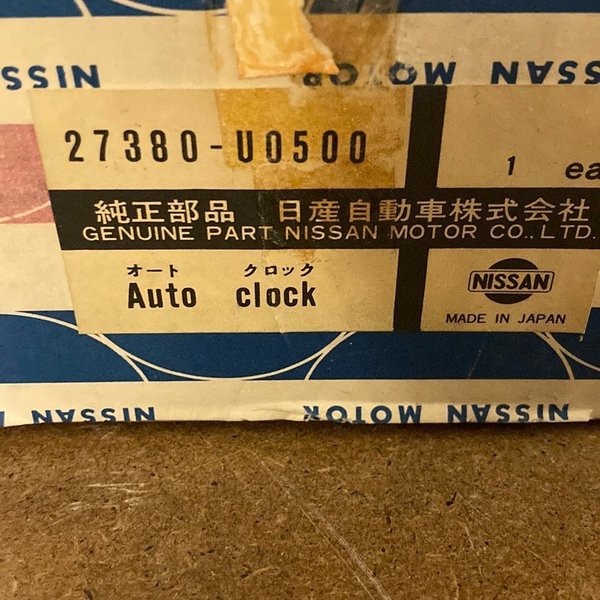 NISSAN MOTOR NISSAN
27380-U0500
1 ea
純正部品 日産自動車株式会社
GENUINE PART NISSAN MOTOR CO.,LTD.
オート クロック
Auto clock
NISSAN
MADE IN JAPAN
NISSAN NISSAN MOTOR NISSAN